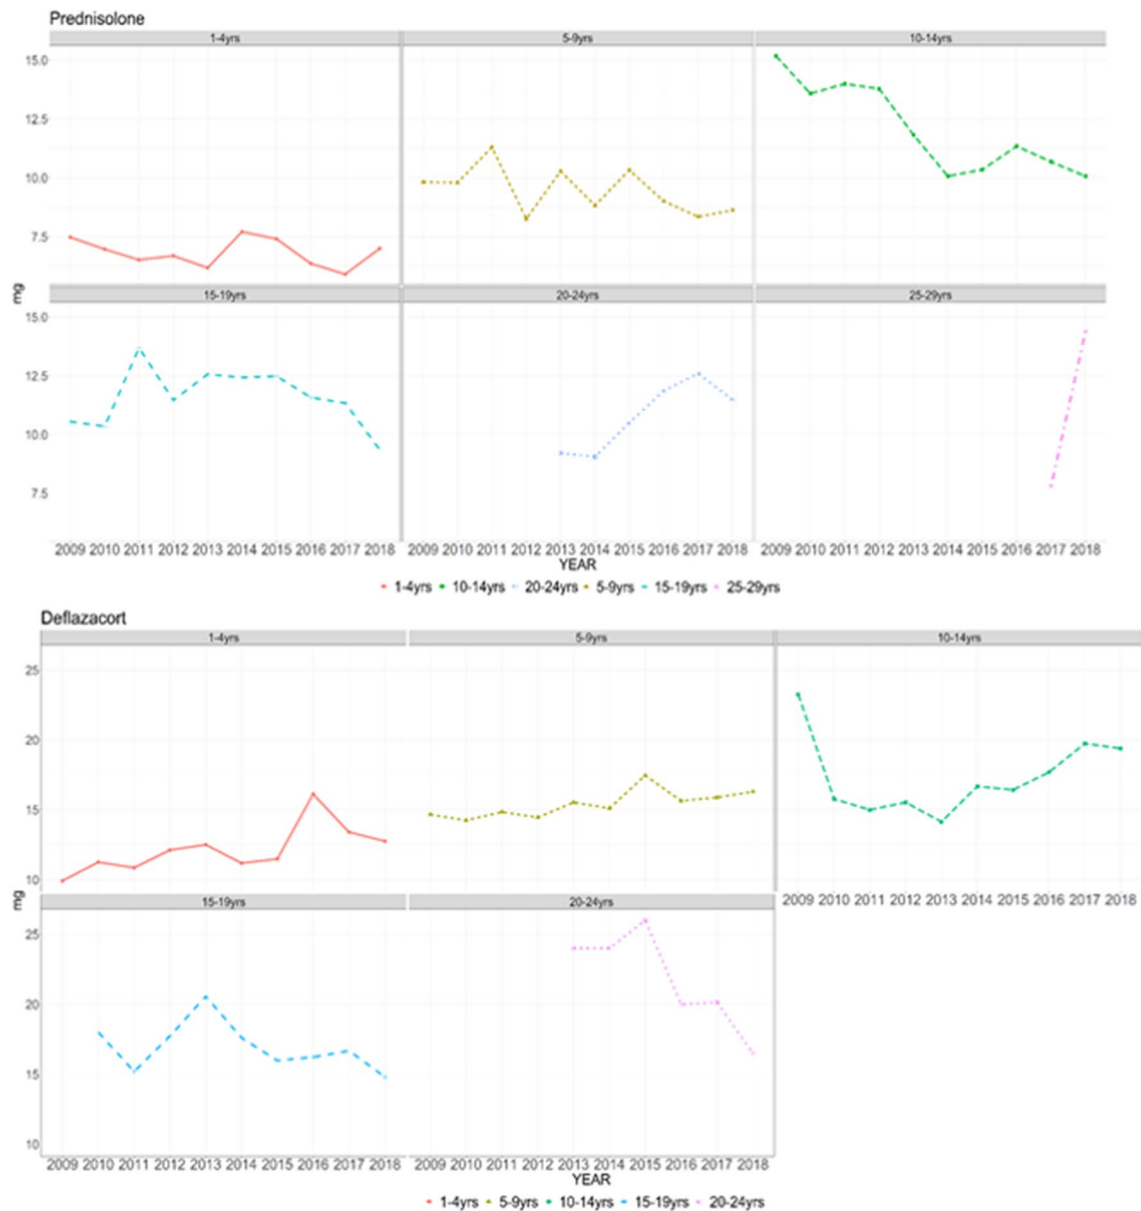 Prednisolone
1-4yrs 5-9yrs 10-14yrs
15.0
12.5
10.0
7.5
mg
15-19yrs 20-24yrs 25-29yrs
15.0
12.5
10.0
7.5
2009 2010 2011 2012 2013 2014 2015 2016 2017 2018 2009 2010 2011 2012 2013 2014 2015 2016 2017 2018 2009 2010 2011 2012 2013 2014 2015 2016 2017 2018
YEAR
1-4yrs 10-14yrs 20-24yrs 5-9yrs 15-19yrs 25-29yrs
Deflazacort
1-4yrs 5-9yrs 10-14yrs
25
20
15
10
mg
2009 2010 2011 2012 2013 2014 2015 2016 2017 2018
15-19yrs 20-24yrs
25
20
15
10
2009 2010 2011 2012 2013 2014 2015 2016 2017 2018 2009 2010 2011 2012 2013 2014 2015 2016 2017 2018
YEAR
1-4yrs 5-9yrs 10-14yrs 15-19yrs 20-24yrs